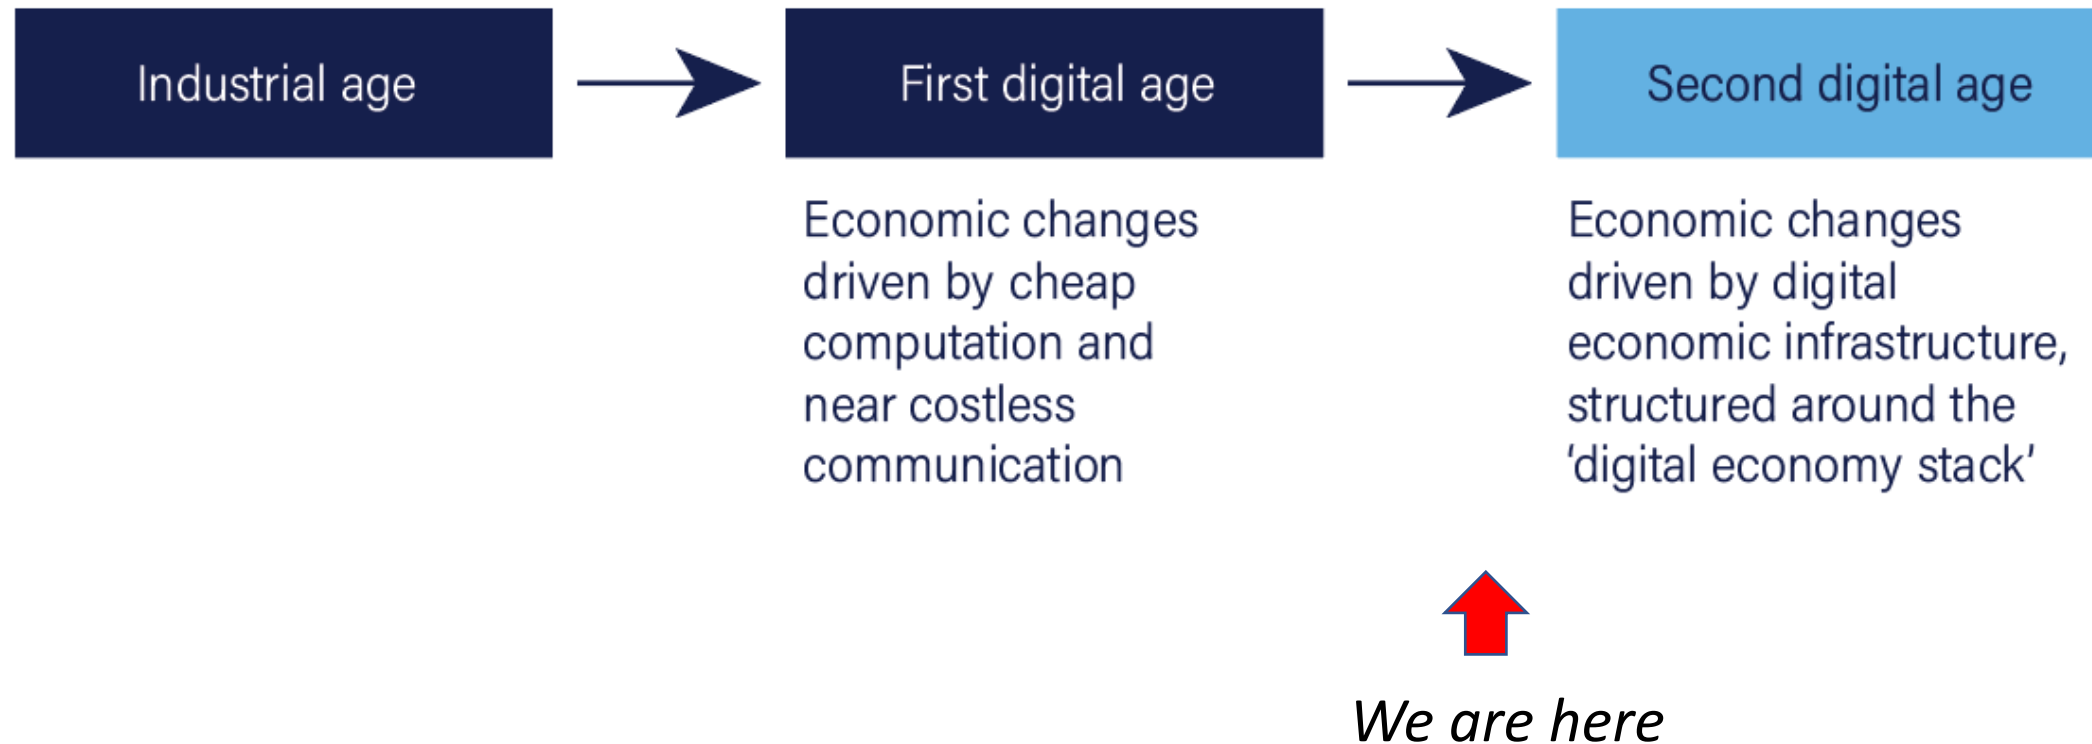 Industrial age
First digital age
Second digital age
Economic changes
driven by cheap
computation and
near costless
communication
Economic changes
driven by digital
economic infrastructure,
structured around the
‘digital economy stack’
We are here